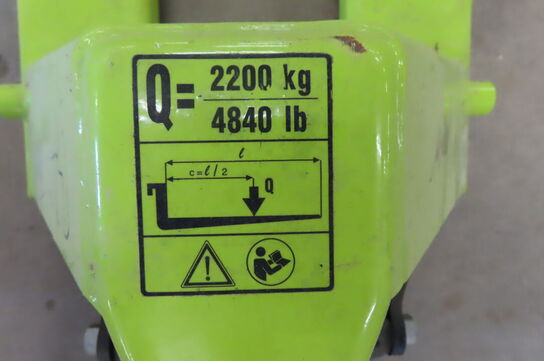 Q= 2200 kg
4840 lb
ℓ
c=ℓ/2
Q